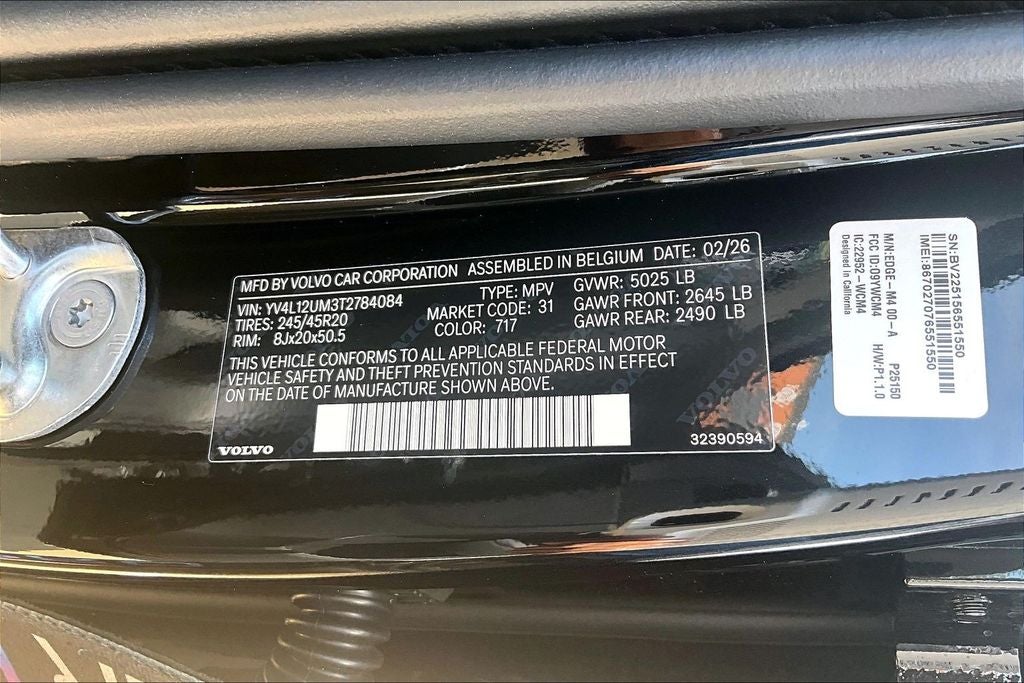 MFD BY VOLVO CAR CORPORATION ASSEMBLED IN BELGIUM DATE: 02/26
VIN: YV4L12UM3T2784084 TYPE: MPV GVWR: 5025 LB
TIRES: 245/45R20 MARKET CODE: 31 GAWR FRONT: 2645 LB
RIM: 8Jx20x50.5 COLOR: 717 GAWR REAR: 2490 LB
THIS VEHICLE CONFORMS TO ALL APPLICABLE FEDERAL MOTOR
VEHICLE SAFETY AND THEFT PREVENTION STANDARDS IN EFFECT
ON THE DATE OF MANUFACTURE SHOWN ABOVE.
VOLVO
32390594
SN:BV225156551550
IMEI:867027076551550
M/N:EDGE-M4 00-A P25150
FCC ID:O9YWCM4 H/W:P1.1.0
IC:22952-WCM4
Designed in California